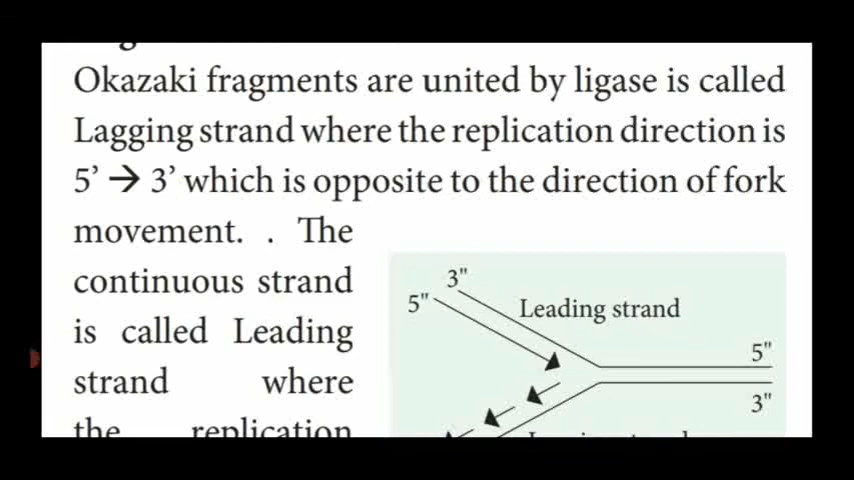 Okazaki fragments are united by ligase is called
Lagging strand where the replication direction is
5’ → 3’ which is opposite to the direction of fork
movement. . The
continuous strand
is called Leading
strand where
the replication
3"
5"
Leading strand
5"
3"